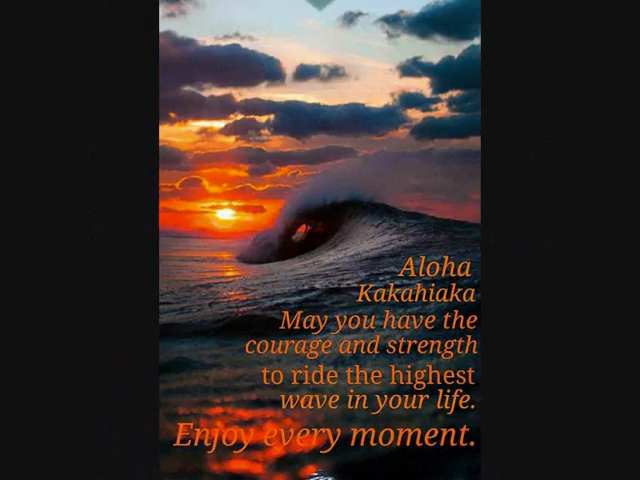 Aloha
Kakahiaka
May you have the
courage and strength
to ride the highest
wave in your life.
Enjoy every moment.